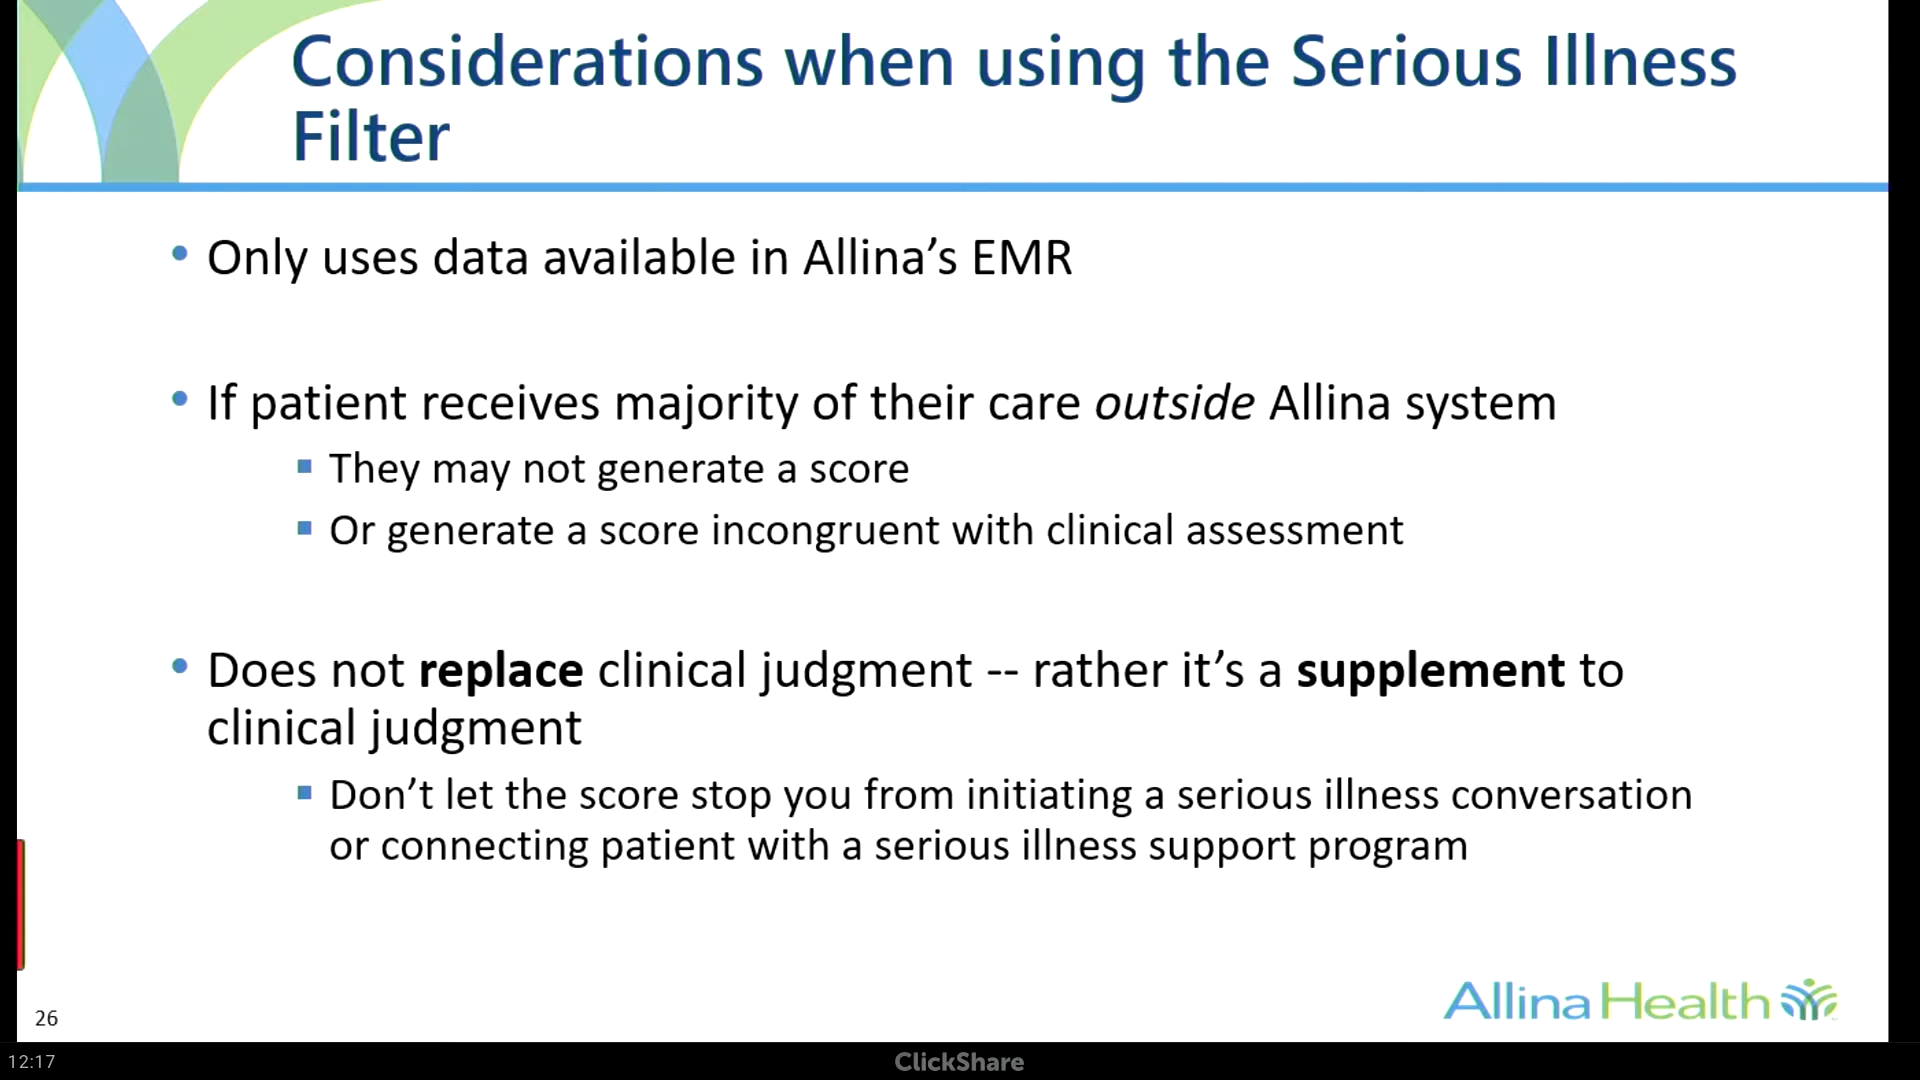 Considerations when using the Serious Illness
Filter
• Only uses data available in Allina’s EMR
• If patient receives majority of their care outside Allina system
▪ They may not generate a score
▪ Or generate a score incongruent with clinical assessment
• Does not replace clinical judgment -- rather it’s a supplement to
clinical judgment
▪ Don’t let the score stop you from initiating a serious illness conversation
or connecting patient with a serious illness support program
26
Allina Health
12:17
ClickShare